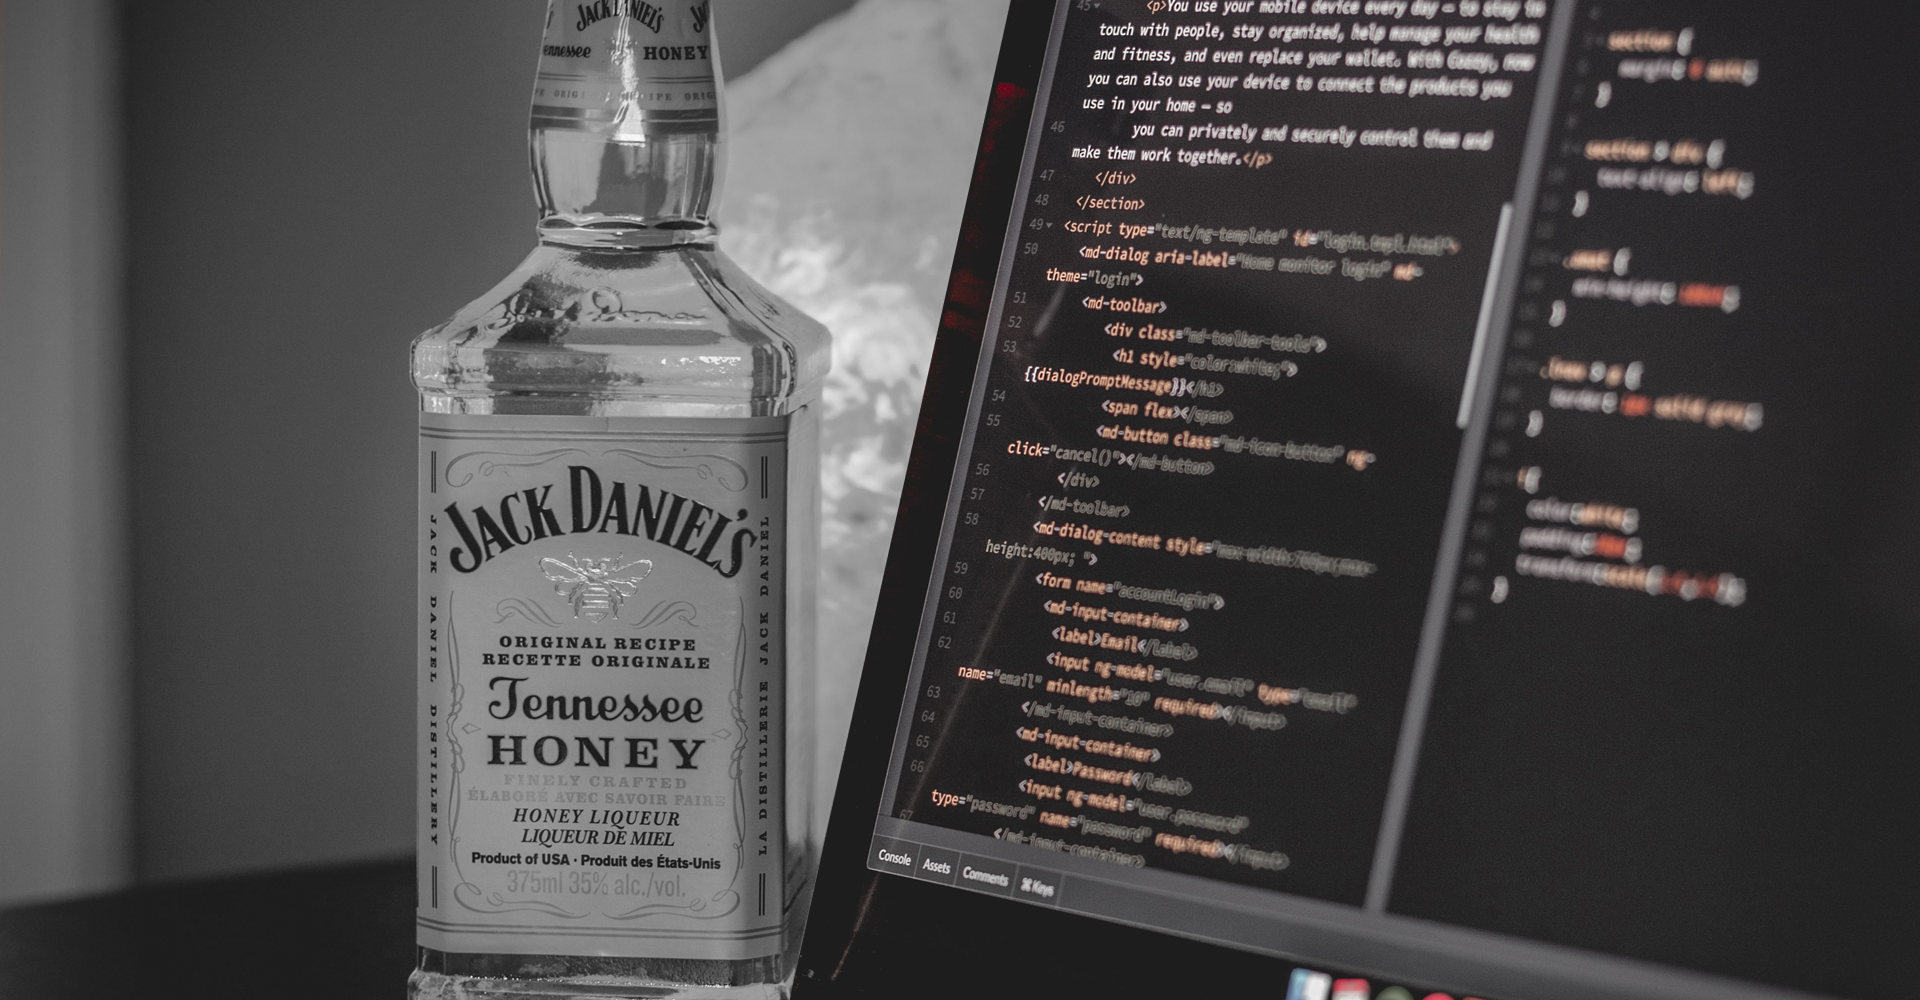 JACK DANIEL'S
Tennessee HONEY
JACK DANIEL'S
ORIGINAL RECIPE
RECETTE ORIGINALE
Tennessee
HONEY
FINELY CRAFTED
ÉLABORÉ AVEC SAVOIR FAIRE
HONEY LIQUEUR
LIQUEUR DE MIEL
Product of USA · Produit des États-Unis
375ml 35% alc./vol.
JACK DANIEL DISTILLERY
LA DISTILLERIE JACK DANIEL
45 <p>You use your mobile device every day — to stay in
touch with people, stay organized, help manage your health
and fitness, and even replace your wallet. With Cozzy, now
you can also use your device to connect the products you
use in your home — so
46 you can privately and securely control them and
make them work together.</p>
47 </div>
48 </section>
49 <script type="text/ng-template" id="login.tmpl.html">
50 <md-dialog aria-label="Home monitor login" md-
theme="login">
51 <md-toolbar>
52 <div class="md-toolbar-tools">
53 <h1 style="color:white;">
{{dialogPromptMessage}}</h1>
54 <span flex></span>
55 <md-button class="md-icon-button" ng-
click="cancel()"></md-button>
56 </div>
57 </md-toolbar>
58 <md-dialog-content style="max-width:700px;max-
height:400px; ">
59 <form name="accountLogin">
60 <md-input-container>
61 <label>Email</label>
62 <input ng-model="user.email" type="email"
name="email" minlength="10" required></input>
63 </md-input-container>
64 <md-input-container>
65 <label>Password</label>
66 <input ng-model="user.password"
type="password" name="password" required></input>
67 </md-input-container>
Console Assets Comments ⌘ Keys
section {
}
section > div {
text-align: left;
}
}
}
}